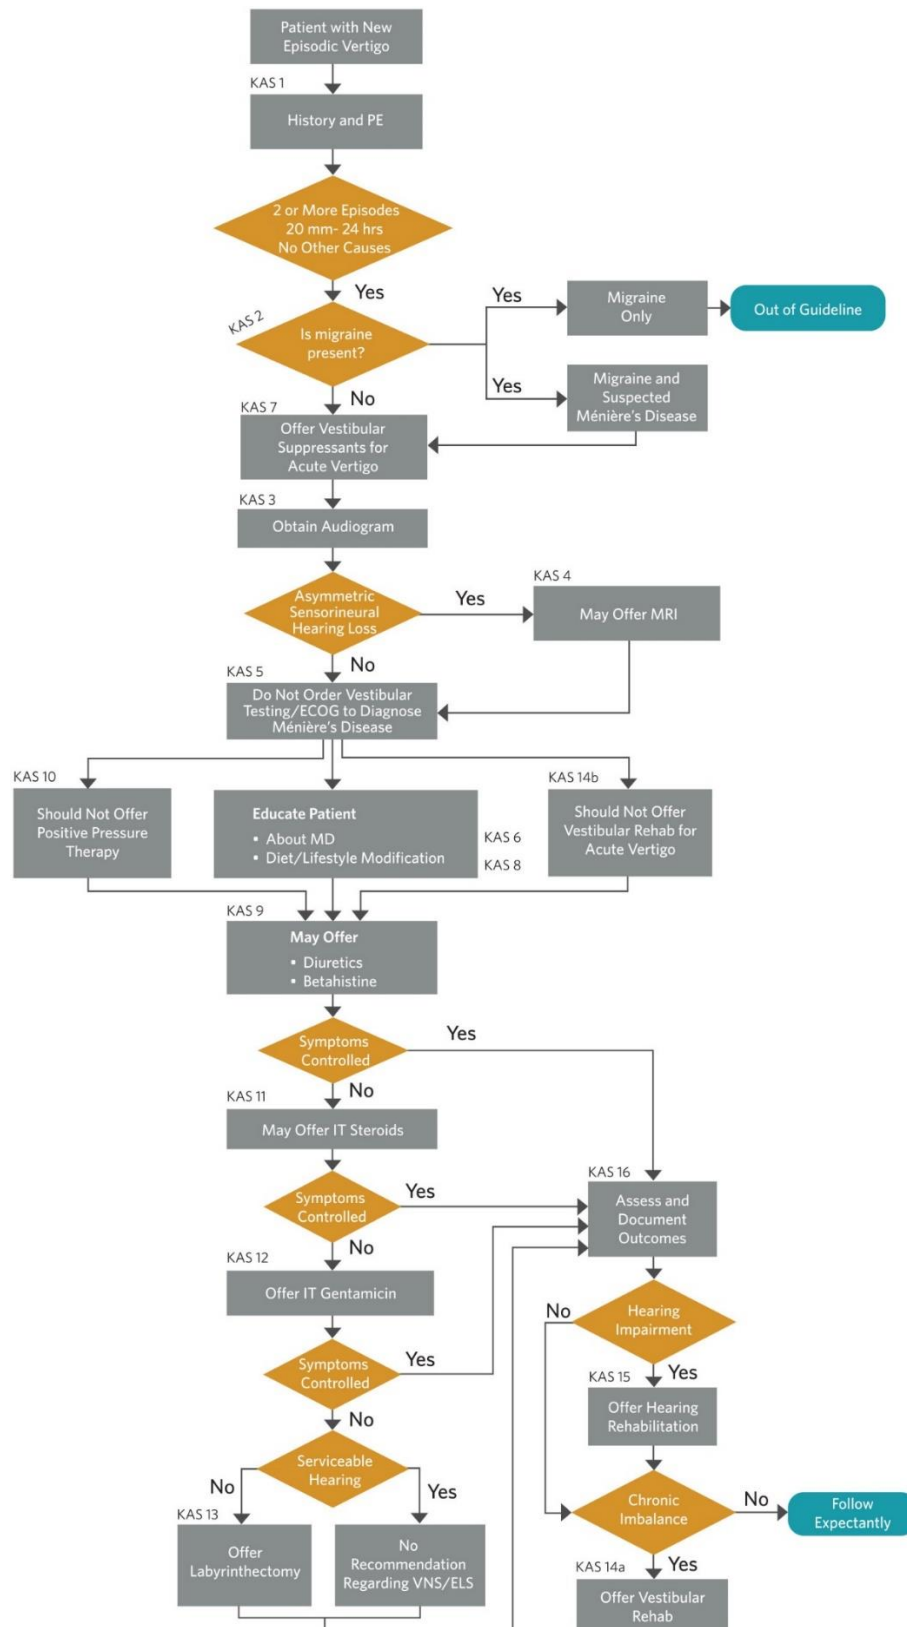 Patient with New
Episodic Vertigo
KAS 1
History and PE
2 or More Episodes
20 mm- 24 hrs
No Other Causes
Yes
KAS 2
Is migraine
present?
Yes
Migraine
Only
Out of Guideline
Yes
Migraine and
Suspected
Ménière's Disease
No
KAS 7
Offer Vestibular
Suppressants for
Acute Vertigo
KAS 3
Obtain Audiogram
Asymmetric
Sensorineural
Hearing Loss
Yes
KAS 4
May Offer MRI
No
KAS 5
Do Not Order Vestibular
Testing/ECOG to Diagnose
Ménière's Disease
KAS 10
Should Not Offer
Positive Pressure
Therapy
Educate Patient
▪ About MD
▪ Diet/Lifestyle Modification
KAS 6
KAS 8
KAS 14b
Should Not Offer
Vestibular Rehab for
Acute Vertigo
KAS 9
May Offer
▪ Diuretics
▪ Betahistine
Symptoms
Controlled
Yes
No
KAS 11
May Offer IT Steroids
Symptoms
Controlled
Yes
No
KAS 12
Offer IT Gentamicin
Symptoms
Controlled
Yes
No
Serviceable
Hearing
No
Yes
KAS 13
Offer
Labyrinthectomy
No
Recommendation
Regarding VNS/ELS
KAS 16
Assess and
Document
Outcomes
Hearing
Impairment
No
Yes
KAS 15
Offer Hearing
Rehabilitation
Chronic
Imbalance
No
Follow
Expectantly
Yes
KAS 14a
Offer Vestibular
Rehab